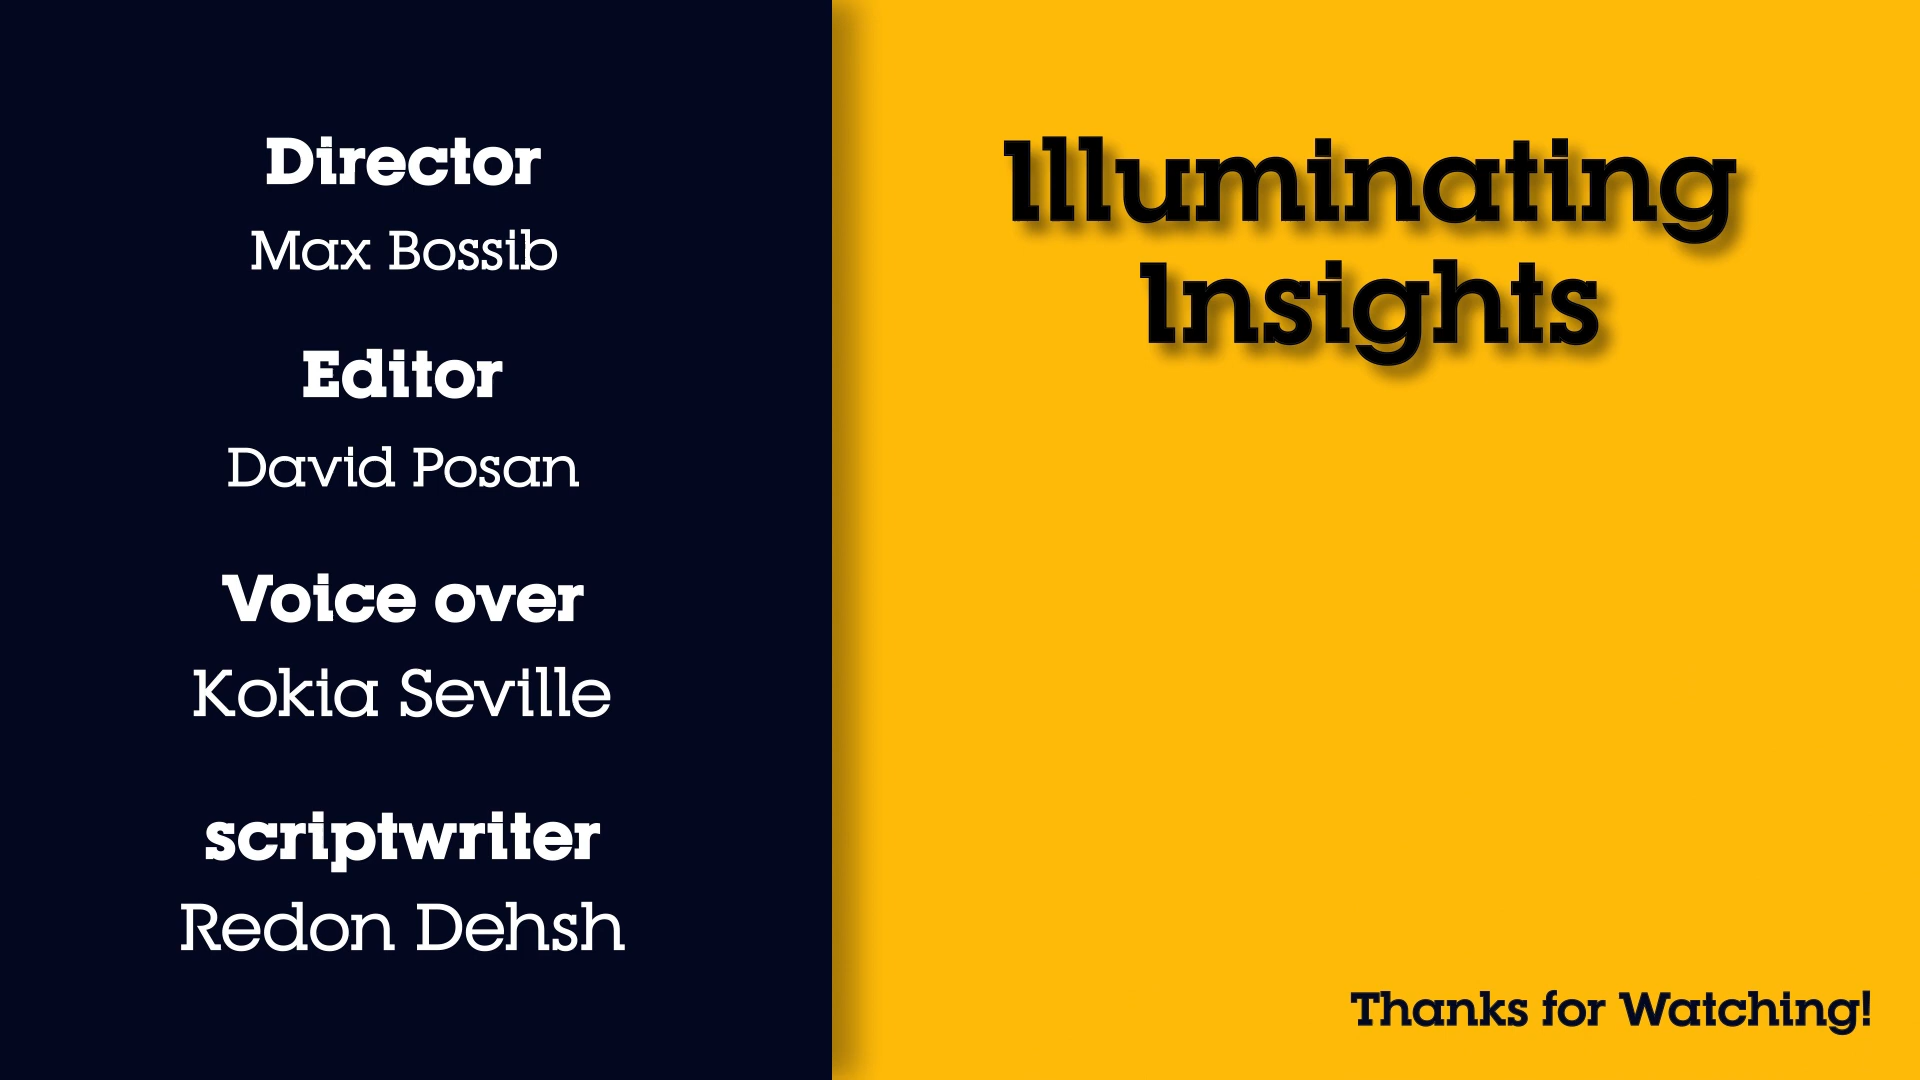 Director
Max Bossib
Editor
David Posan
Voice over
Kokia Seville
scriptwriter
Redon Dehsh
Illuminating
Insights
Thanks for Watching!